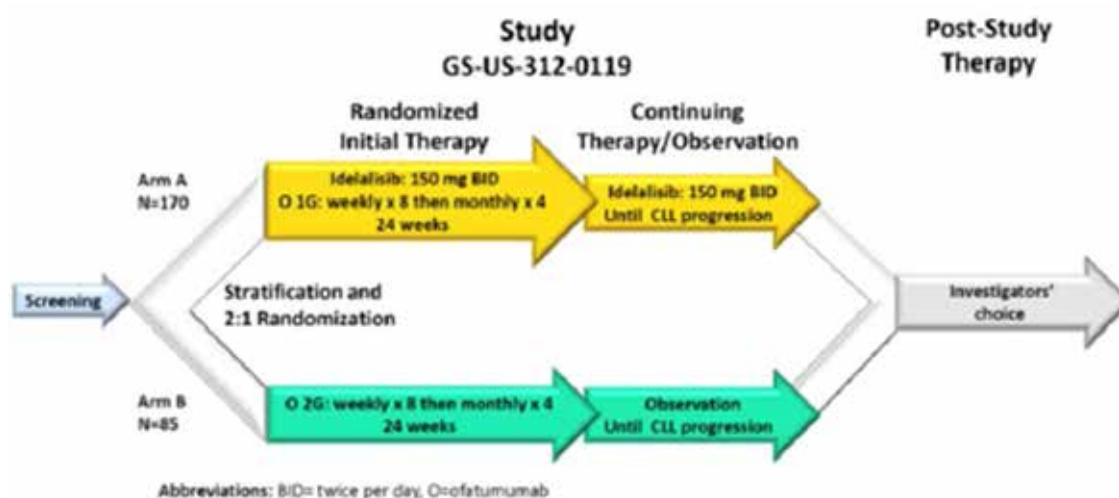 Study
GS-US-312-0119
Post-Study
Therapy
Randomized
Initial Therapy
Continuing
Therapy/Observation
Arm A
N=170
Idelalisib: 150 mg BID
O 1G: weekly x 8 then monthly x 4
24 weeks
Idelalisib: 150 mg BID
Until CLL progression
Screening
Stratification and
2:1 Randomization
Investigators'
choice
Arm B
N=85
O 2G: weekly x 8 then monthly x 4
24 weeks
Observation
Until CLL progression
Abbreviations: BID= twice per day, O=ofatumumab